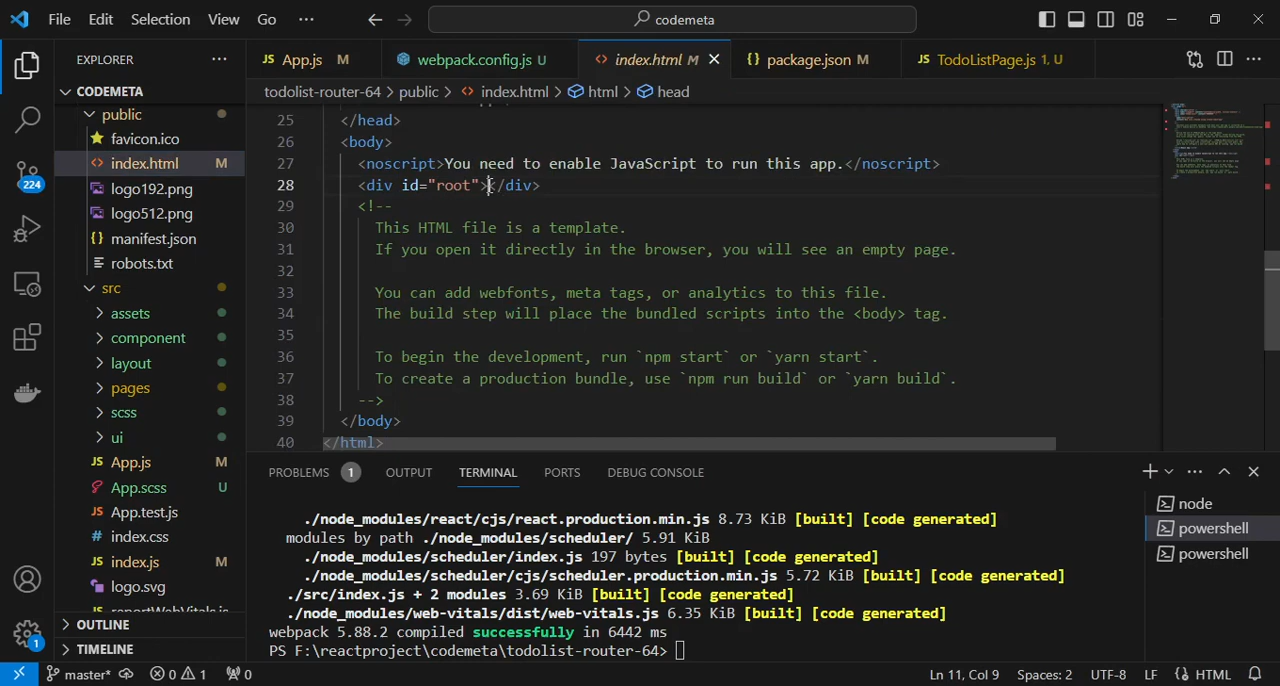 File Edit Selection View Go ··· codemeta
EXPLORER ···
App.js M webpack.config.js U index.html M package.json M TodoListPage.js 1, U ···
CODEMETA
todolist-router-64 > public > index.html > html > head
public
favicon.ico
index.html M
logo192.png
logo512.png
manifest.json
robots.txt
src
assets
component
layout
pages
scss
ui
App.js M
App.scss U
App.test.js
index.css
index.js M
logo.svg
reportWebVitals.js
OUTLINE
TIMELINE
224
1
25 </head>
26 <body>
27 <noscript>You need to enable JavaScript to run this app.</noscript>
28 <div id="root"></div>
29 <!--
30 This HTML file is a template.
31 If you open it directly in the browser, you will see an empty page.
32
33 You can add webfonts, meta tags, or analytics to this file.
34 The build step will place the bundled scripts into the <body> tag.
35
36 To begin the development, run `npm start` or `yarn start`.
37 To create a production bundle, use `npm run build` or `yarn build`.
38 -->
39 </body>
40 </html>
PROBLEMS 1 OUTPUT TERMINAL PORTS DEBUG CONSOLE
./node_modules/react/cjs/react.production.min.js 8.73 KiB [built] [code generated]
modules by path ./node_modules/scheduler/ 5.91 KiB
./node_modules/scheduler/index.js 197 bytes [built] [code generated]
./node_modules/scheduler/cjs/scheduler.production.min.js 5.72 KiB [built] [code generated]
./src/index.js + 2 modules 3.69 KiB [built] [code generated]
./node_modules/web-vitals/dist/web-vitals.js 6.35 KiB [built] [code generated]
webpack 5.88.2 compiled successfully in 6442 ms
PS F:\reactproject\codemeta\todolist-router-64>
node
powershell
powershell
master* 0 1 0 Ln 11, Col 9 Spaces: 2 UTF-8 LF HTML